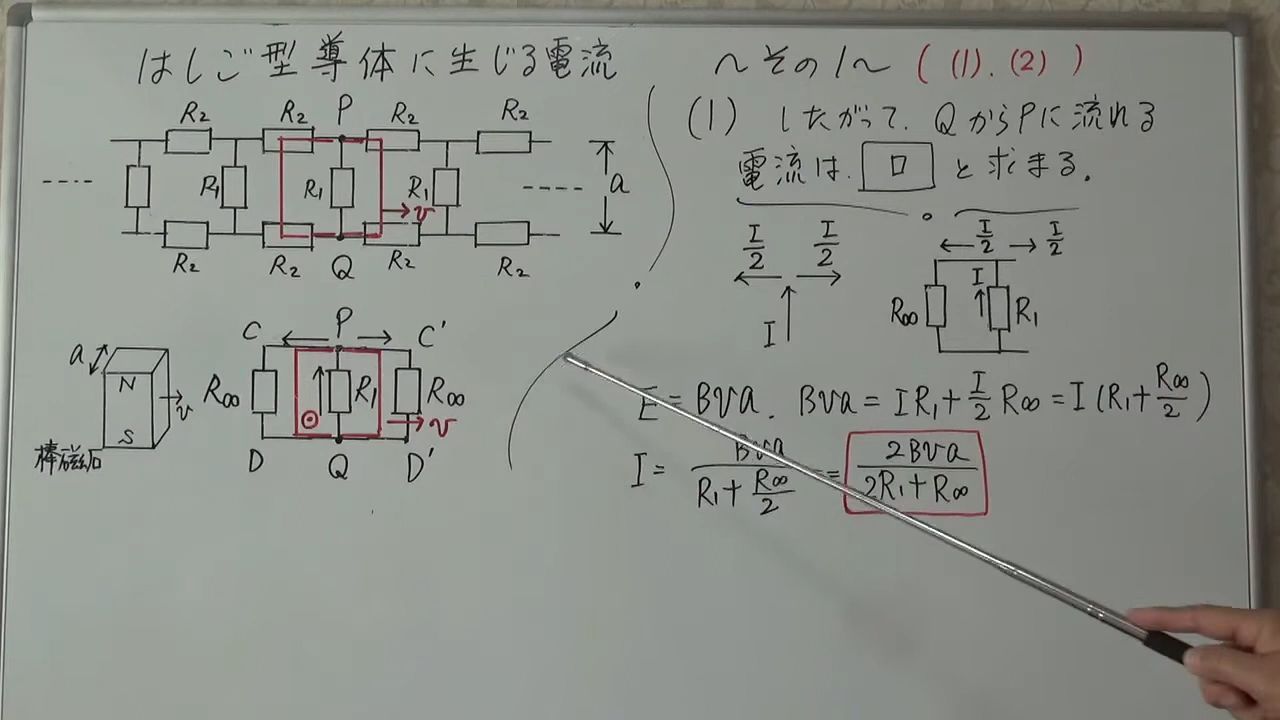 はしご型導体に生じる電流 ～その1～ ((1).(2))
R₂ R₂ P R₂ R₂
R₁ R₁ R₁ a
v
R₂ R₂ Q R₂ R₂
C P C'
a N S v
R∞ R₁ R∞
v
棒磁石
D Q D'
(1) したがって、QからPに流れる
電流は、ロ と求まる.
I/2 I/2
I
I/2 I/2
R∞ I R₁
E = Bva. Bva = IR₁ + I/2 R∞ = I(R₁ + R∞/2)
I = Bva/(R₁ + R∞/2) = 2Bva/(2R₁ + R∞)